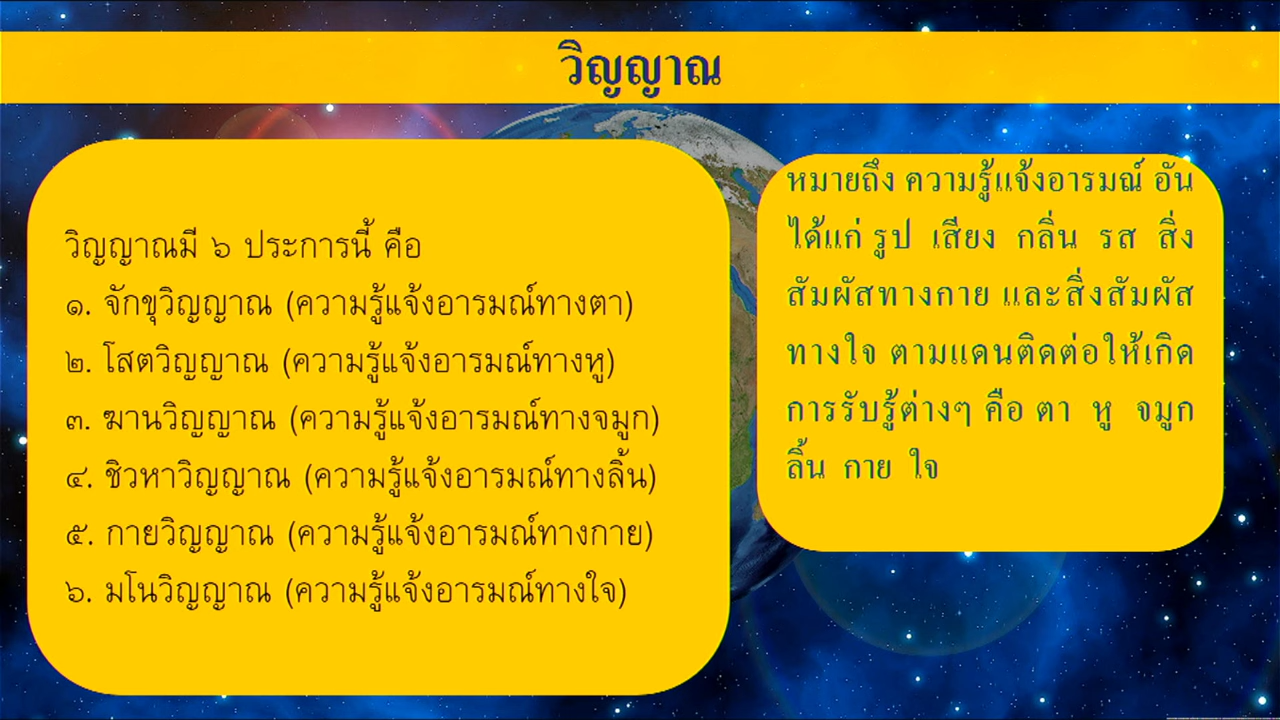 วิญญาณ
วิญญาณมี ๖ ประการนี้ คือ
๑. จักขุวิญญาณ (ความรู้แจ้งอารมณ์ทางตา)
๒. โสตวิญญาณ (ความรู้แจ้งอารมณ์ทางหู)
๓. ฆานวิญญาณ (ความรู้แจ้งอารมณ์ทางจมูก)
๔. ชิวหาวิญญาณ (ความรู้แจ้งอารมณ์ทางลิ้น)
๕. กายวิญญาณ (ความรู้แจ้งอารมณ์ทางกาย)
๖. มโนวิญญาณ (ความรู้แจ้งอารมณ์ทางใจ)
หมายถึง ความรู้แจ้งอารมณ์ อัน
ได้แก่ รูป เสียง กลิ่น รส สิ่ง
สัมผัสทางกาย และสิ่งสัมผัส
ทางใจ ตามแดนติดต่อให้เกิด
การรับรู้ต่างๆ คือ ตา หู จมูก
ลิ้น กาย ใจ